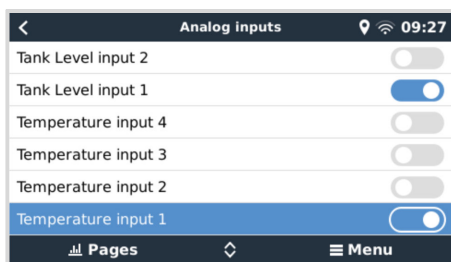 Analog inputs 09:27
Tank Level input 2
Tank Level input 1
Temperature input 4
Temperature input 3
Temperature input 2
Temperature input 1
Pages Menu